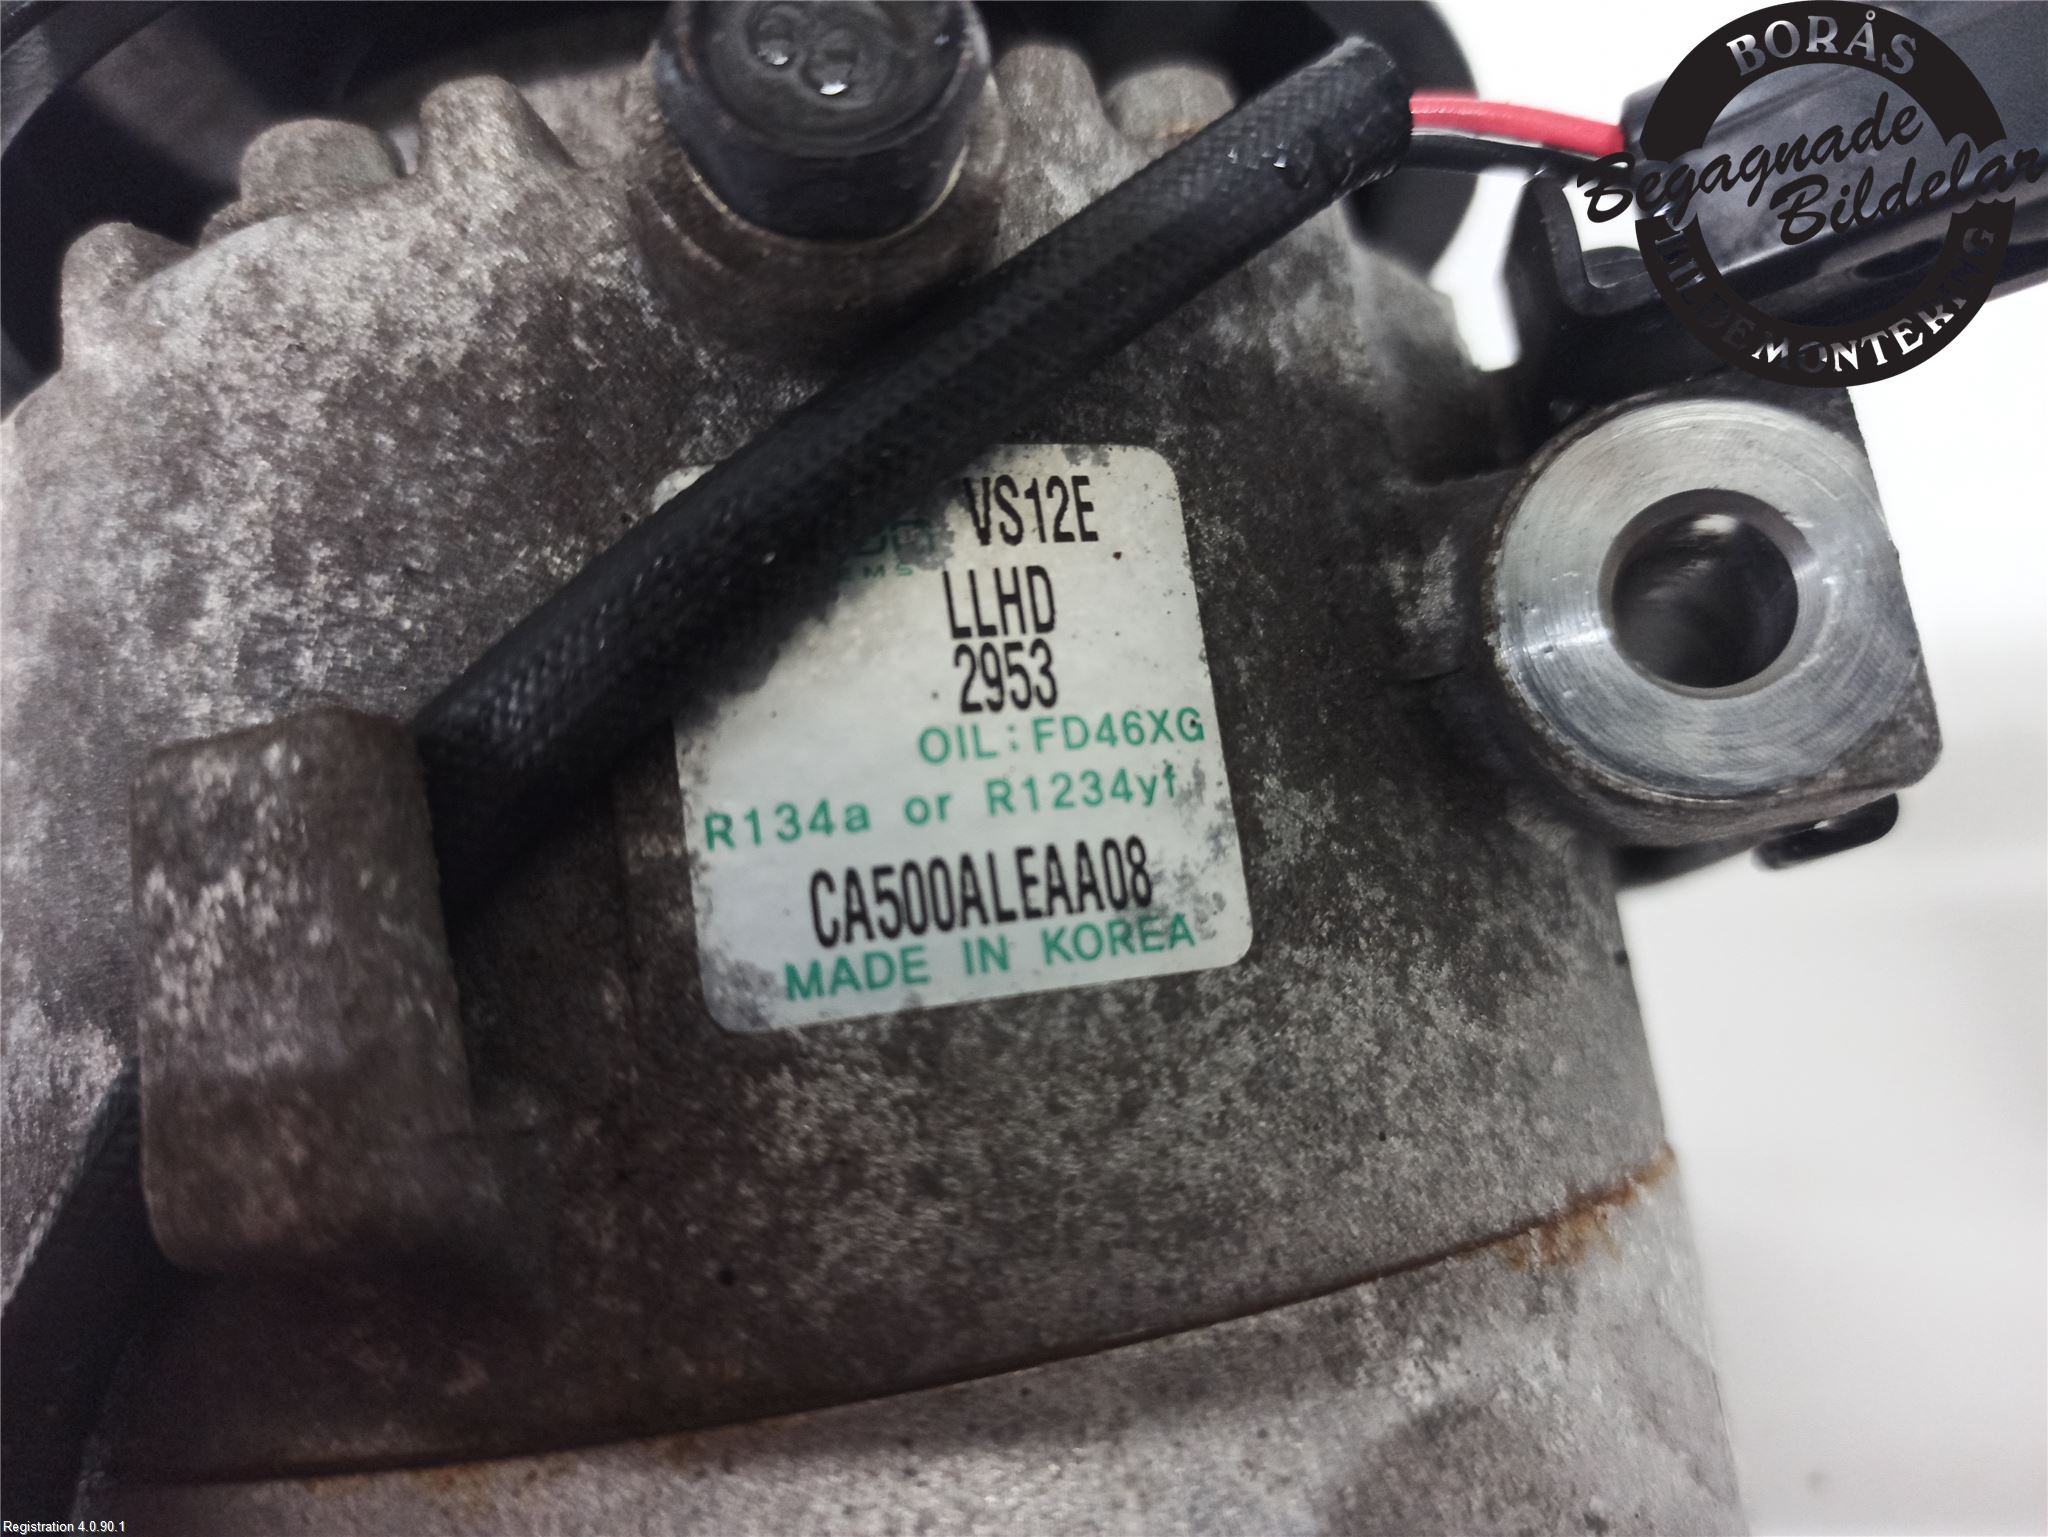 BORÅS
Begagnade
Bildelar
BILDEMONTERING
VS12E
LLHD
2953
OIL:FD46XG
R134a or R1234yf
CA500ALEAA08
MADE IN KOREA
Registration 4.0.90.1